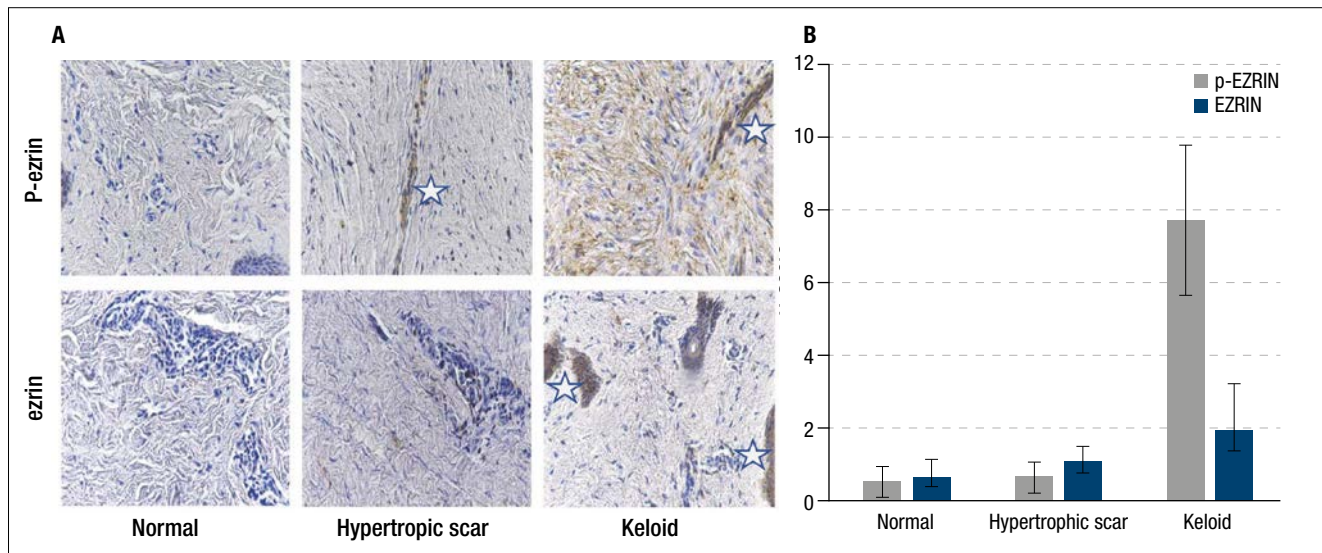 A
B
P-ezrin
ezrin
Normal
Hypertropic scar
Keloid
12
10
8
6
4
2
0
p-EZRIN
EZRIN
Normal
Hypertrophic scar
Keloid